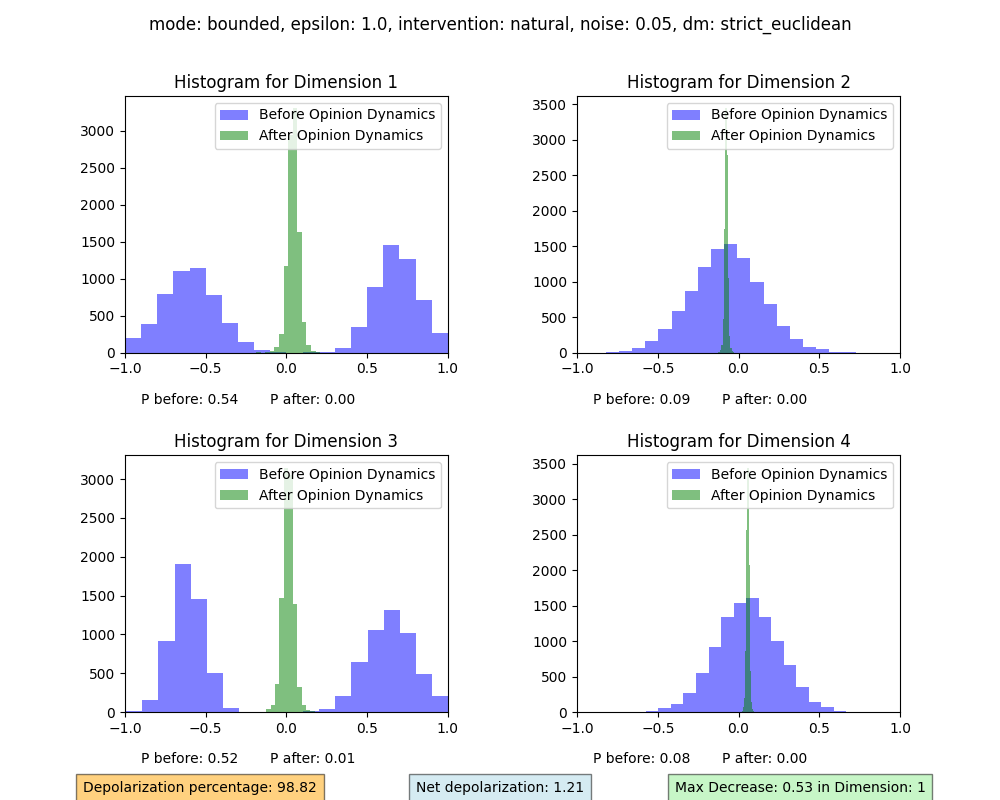 mode: bounded, epsilon: 1.0, intervention: natural, noise: 0.05, dm: strict_euclidean
Histogram for Dimension 1
Before Opinion Dynamics
After Opinion Dynamics
3000
2500
2000
1500
1000
500
0
−1.0 −0.5 0.0 0.5 1.0
P before: 0.54 P after: 0.00
Histogram for Dimension 2
Before Opinion Dynamics
After Opinion Dynamics
3500
3000
2500
2000
1500
1000
500
0
−1.0 −0.5 0.0 0.5 1.0
P before: 0.09 P after: 0.00
Histogram for Dimension 3
Before Opinion Dynamics
After Opinion Dynamics
3000
2500
2000
1500
1000
500
0
−1.0 −0.5 0.0 0.5 1.0
P before: 0.52 P after: 0.01
Histogram for Dimension 4
Before Opinion Dynamics
After Opinion Dynamics
3500
3000
2500
2000
1500
1000
500
0
−1.0 −0.5 0.0 0.5 1.0
P before: 0.08 P after: 0.00
Depolarization percentage: 98.82
Net depolarization: 1.21
Max Decrease: 0.53 in Dimension: 1